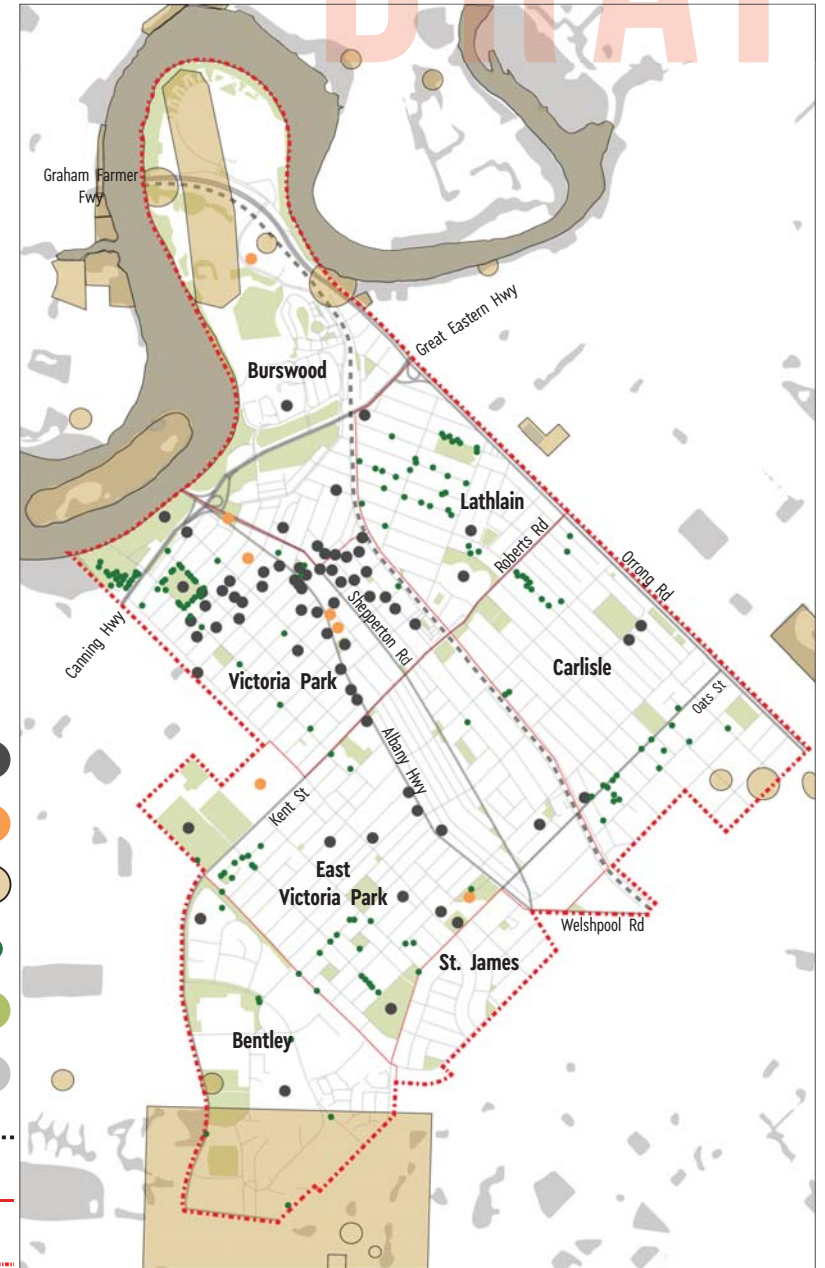 DRAFT
Graham Farmer
Fwy
Great Eastern Hwy
Burswood
Lathlain
Roberts Rd
Orrong Rd
Canning Hwy
Shepperton Rd
Carlisle
Victoria Park
Oats St
Albany Hwy
Kent St
East
Victoria Park
Welshpool Rd
St. James
Bentley